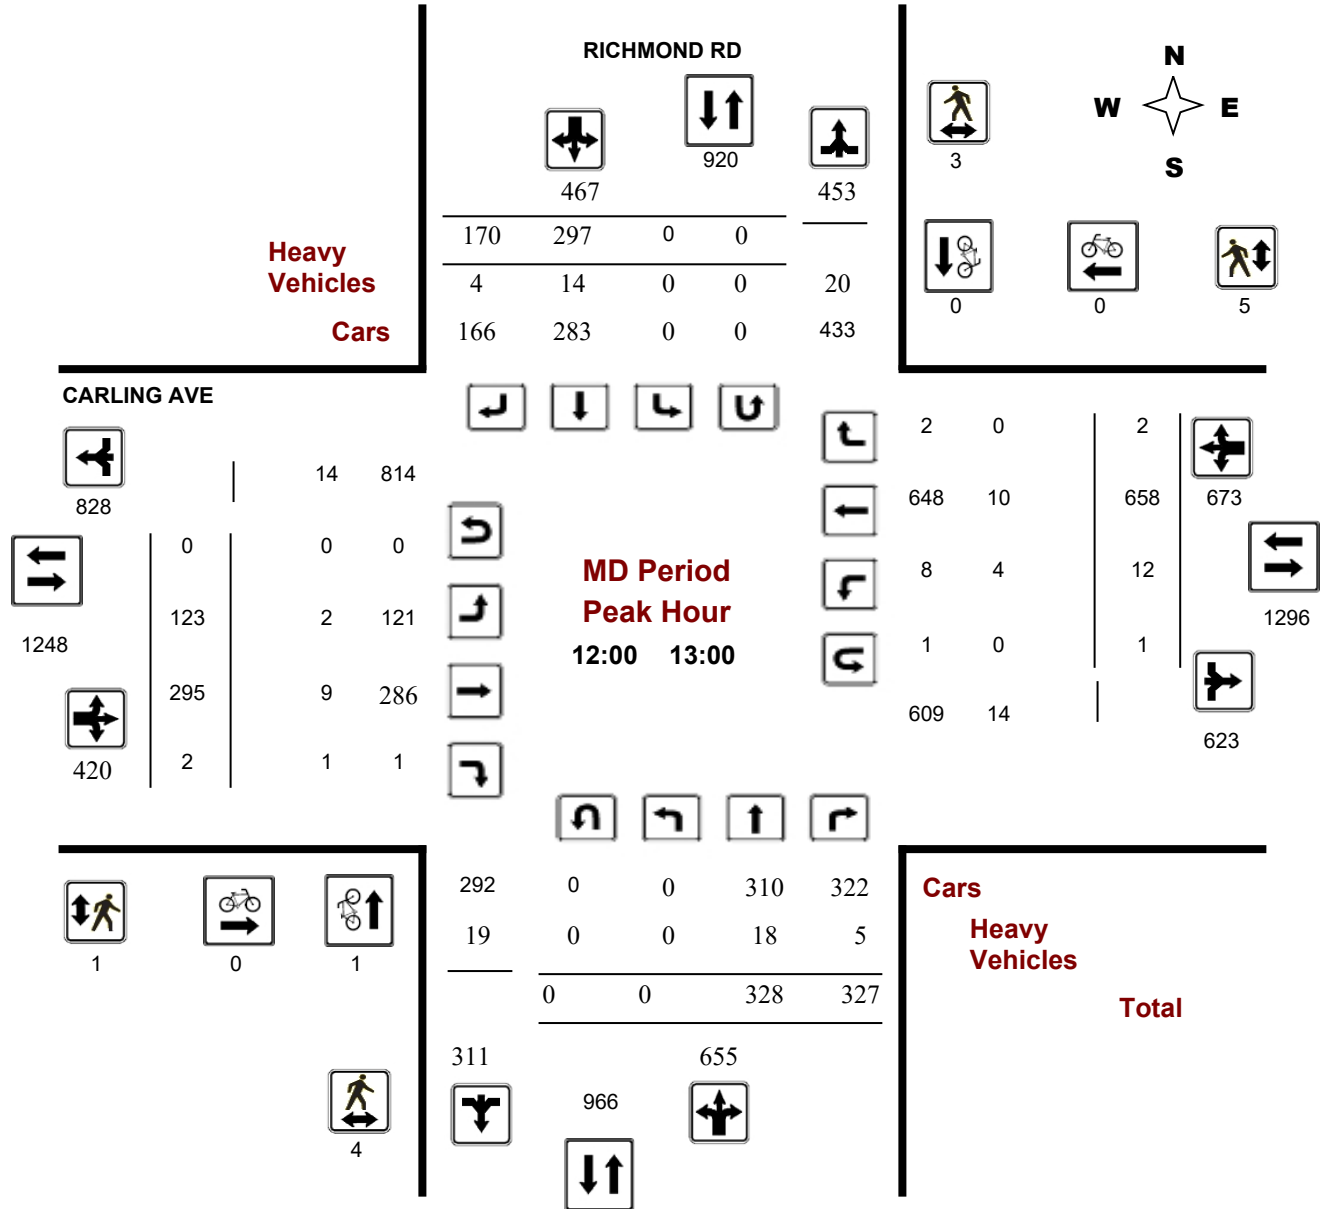 RICHMOND RD
N
W E
S
920
3
467 453
170 297 0 0
Heavy
Vehicles 4 14 0 0 20
0 0 5
Cars 166 283 0 0 433
CARLING AVE
2 0 2
14 814
828
648 10 658 673
0 0 0
MD Period
8 4 12
Peak Hour
123 2 121
1296
1248
12:00 13:00
1 0 1
295 9 286
609 14
623
420 2 1 1
292 0 0 310 322 Cars
19 0 0 18 5 Heavy
Vehicles
1 0 1
0 0 328 327
Total
311 655
966
4